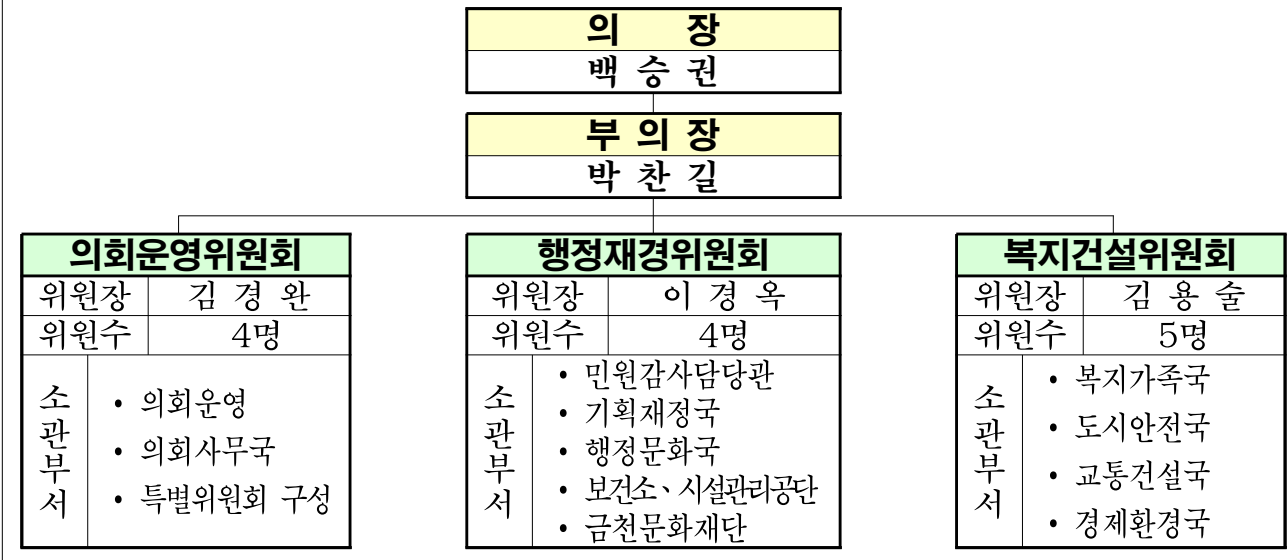 의 장
백 승 권
부 의 장
박 찬 길
의회운영위원회
위원장 김 경 완
위원수 4명
소관부서
• 의회운영
• 의회사무국
• 특별위원회 구성
행정재경위원회
위원장 이 경 옥
위원수 4명
소관부서
• 민원감사담당관
• 기획재정국
• 행정문화국
• 보건소、시설관리공단
• 금천문화재단
복지건설위원회
위원장 김 용 술
위원수 5명
소관부서
• 복지가족국
• 도시안전국
• 교통건설국
• 경제환경국